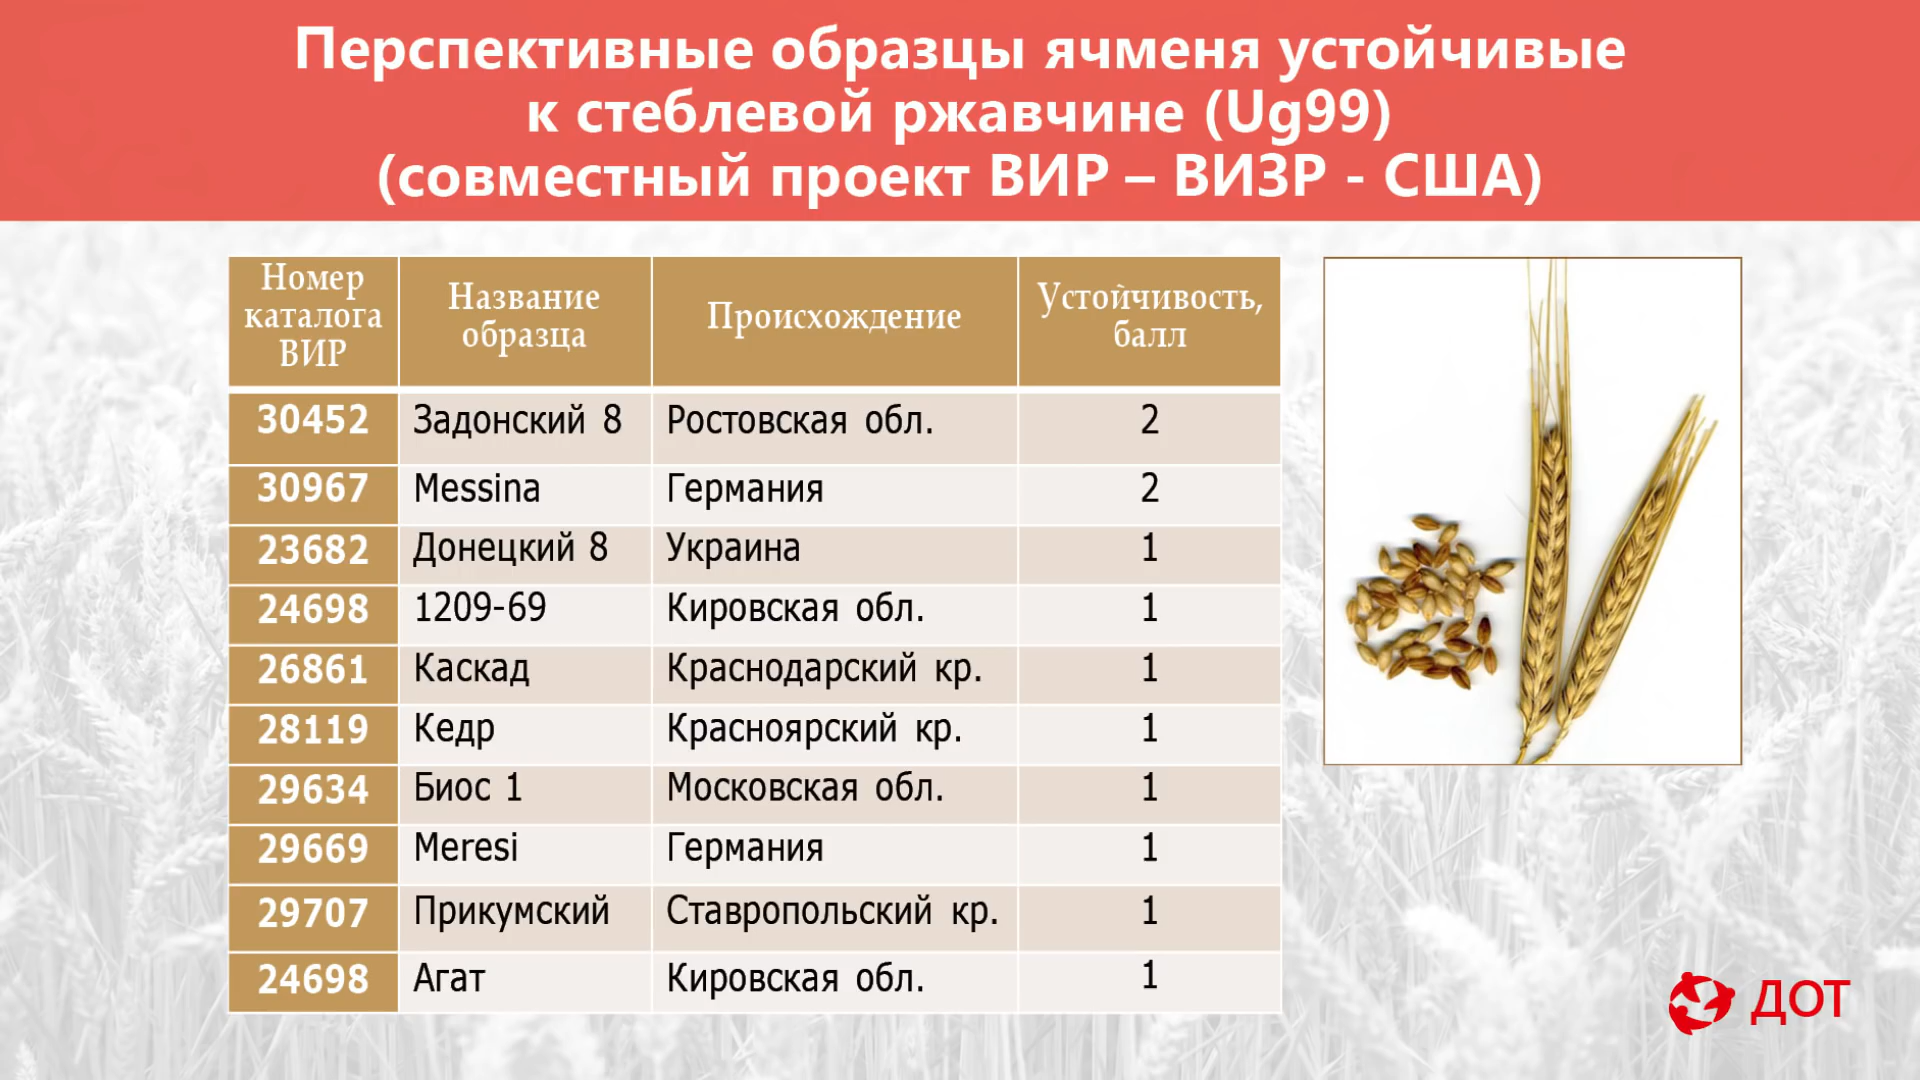 Перспективные образцы ячменя устойчивые
к стеблевой ржавчине (Ug99)
(совместный проект ВИР – ВИЗР - США)
Номер
каталога
ВИР
Название
образца
Происхождение
Устойчивость,
балл
30452 Задонский 8 Ростовская обл. 2
30967 Messina Германия 2
23682 Донецкий 8 Украина 1
24698 1209-69 Кировская обл. 1
26861 Каскад Краснодарский кр. 1
28119 Кедр Красноярский кр. 1
29634 Биос 1 Московская обл. 1
29669 Meresi Германия 1
29707 Прикумский Ставропольский кр. 1
24698 Агат Кировская обл. 1
ДОТ